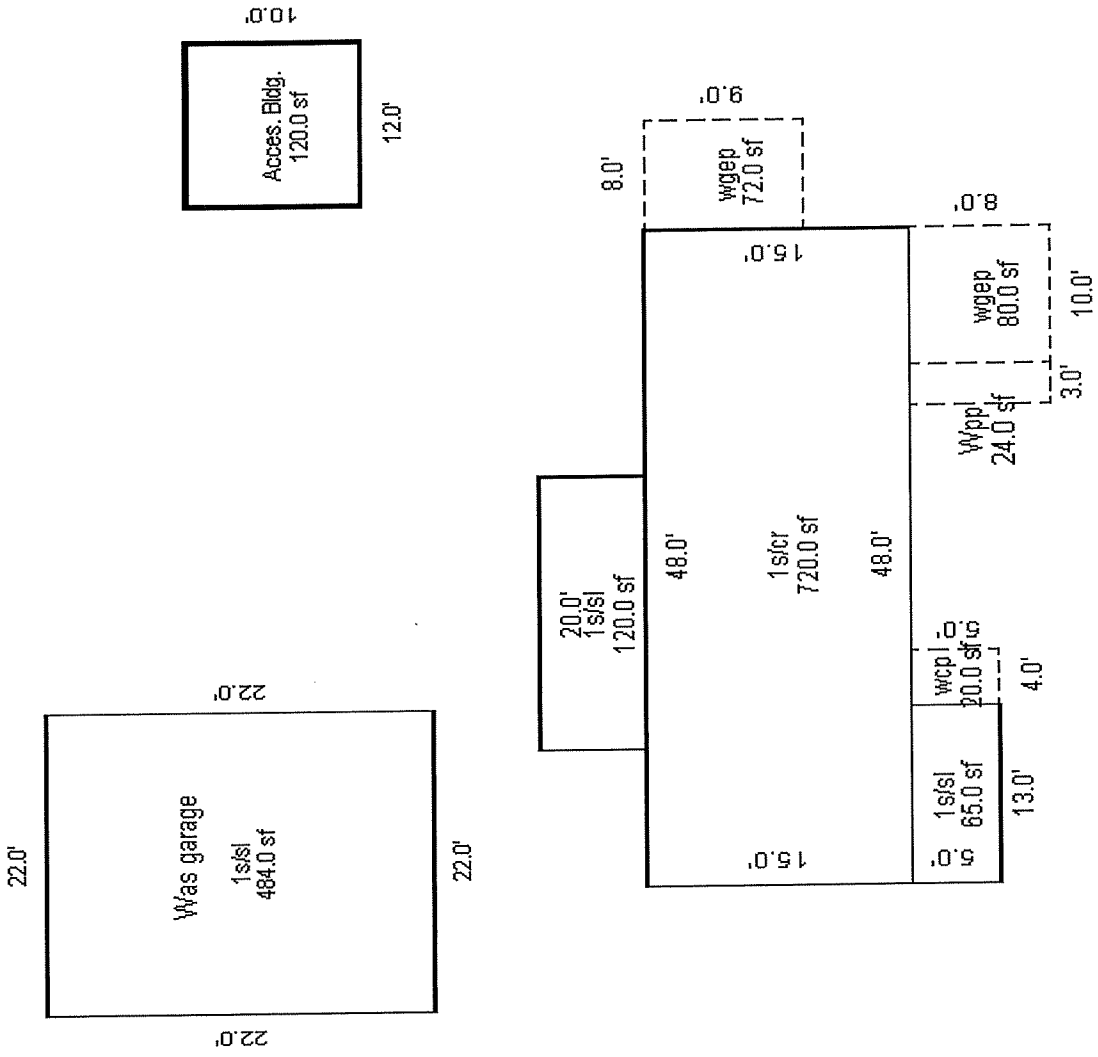 10.0'
Acces. Bldg.
120.0 sf
12.0'
22.0'
22.0'
Was garage
1s/sl
484.0 sf
22.0'
22.0'
8.0'
9.0'
wgep
72.0 sf
15.0'
8.0'
wgep
80.0 sf
10.0'
3.0'
Wpp
24.0 sf
20.0'
1s/sl
120.0 sf
48.0'
1s/cr
720.0 sf
48.0'
5.0'
wcp
20.0 sf
4.0'
15.0'
5.0'
1s/sl
65.0 sf
13.0'